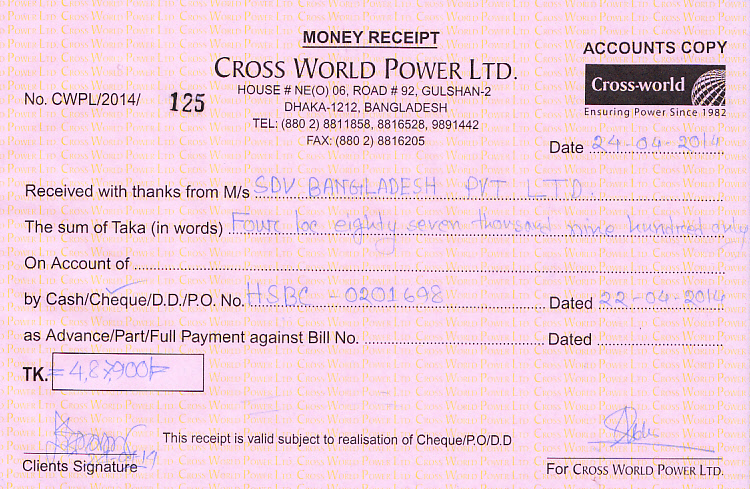 MONEY RECEIPT
ACCOUNTS COPY
CROSS WORLD POWER LTD.
Cross-world
Ensuring Power Since 1982
No. CWPL/2014/ 125
HOUSE # NE(O) 06, ROAD # 92, GULSHAN-2
DHAKA-1212, BANGLADESH
TEL: (880 2) 8811858, 8816528, 9891442
FAX: (880 2) 8816205
Date 24-04-2014
Received with thanks from M/s SDV BANGLADESH PVT LTD.
The sum of Taka (in words) Four lac eighty seven thousand nine hundred only
On Account of
by Cash/Cheque/D.D./P.O. No. HSBC - 0201698 Dated 22-04-2014
as Advance/Part/Full Payment against Bill No. Dated
TK. = 4,87,900/=
This receipt is valid subject to realisation of Cheque/P.O/D.D
Clients Signature
For CROSS WORLD POWER LTD.